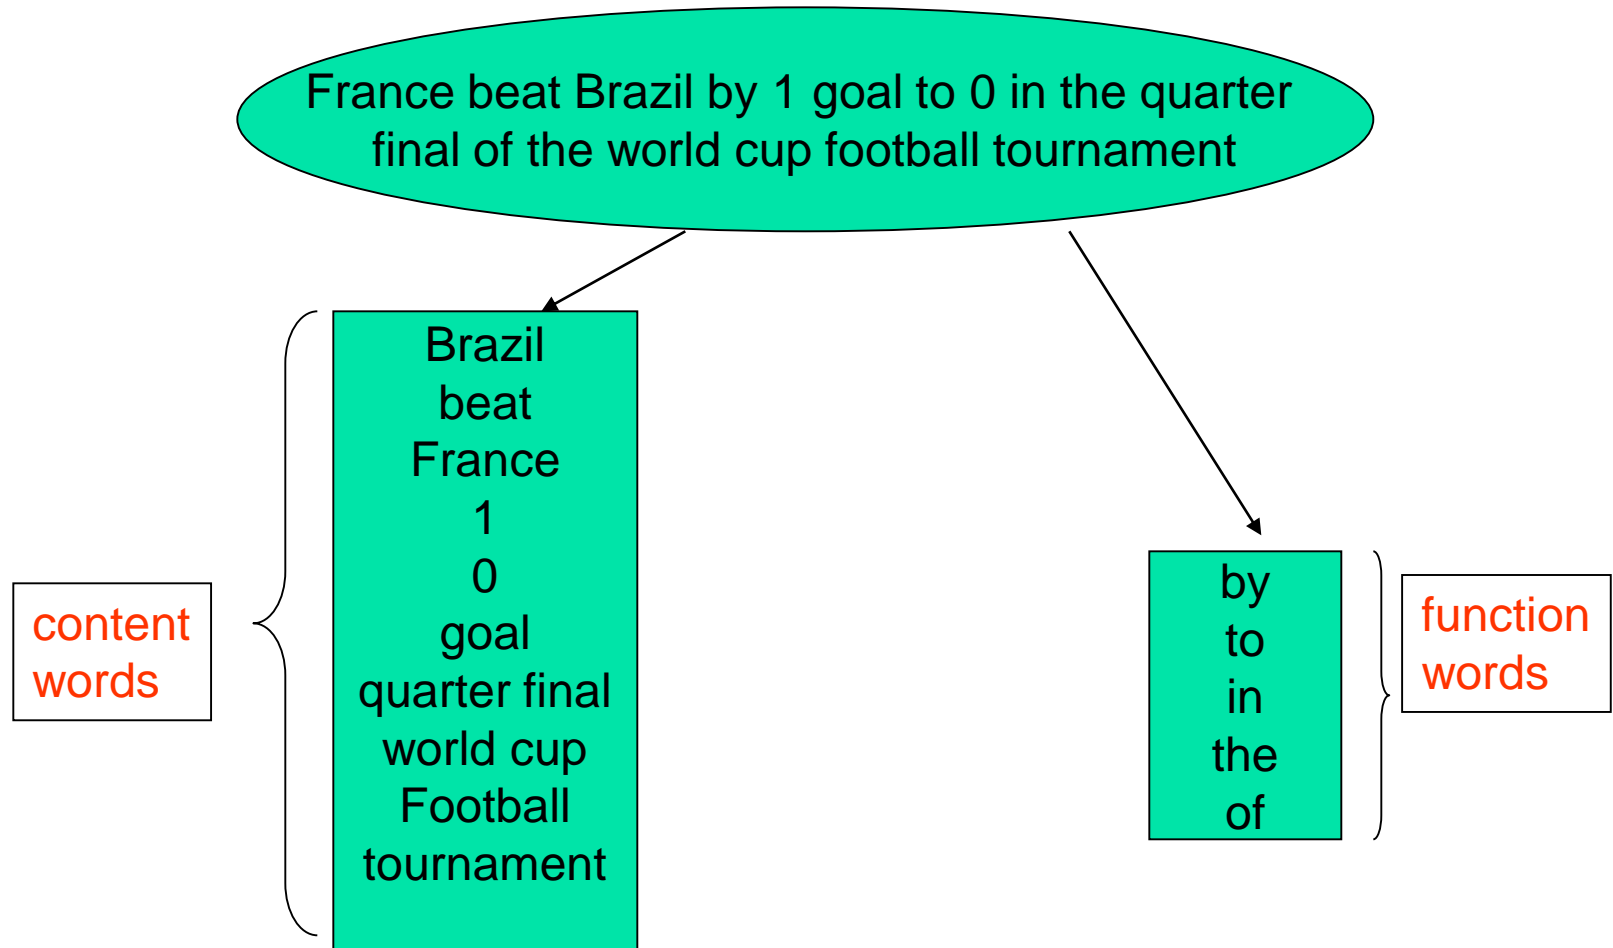 France beat Brazil by 1 goal to 0 in the quarter
final of the world cup football tournament
Brazil
beat
France
1
0
goal
quarter final
world cup
Football
tournament
content
words
by
to
in
the
of
function
words